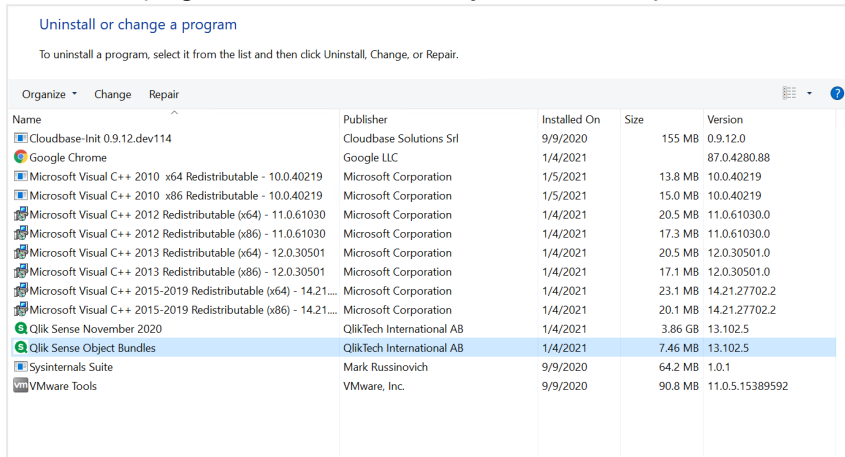 Uninstall or change a program
To uninstall a program, select it from the list and then click Uninstall, Change, or Repair.
Organize Change Repair ?
Name Publisher Installed On Size Version
Cloudbase-Init 0.9.12.dev114 Cloudbase Solutions Srl 9/9/2020 155 MB 0.9.12.0
Google Chrome Google LLC 1/4/2021 87.0.4280.88
Microsoft Visual C++ 2010 x64 Redistributable - 10.0.40219 Microsoft Corporation 1/5/2021 13.8 MB 10.0.40219
Microsoft Visual C++ 2010 x86 Redistributable - 10.0.40219 Microsoft Corporation 1/5/2021 15.0 MB 10.0.40219
Microsoft Visual C++ 2012 Redistributable (x64) - 11.0.61030 Microsoft Corporation 1/4/2021 20.5 MB 11.0.61030.0
Microsoft Visual C++ 2012 Redistributable (x86) - 11.0.61030 Microsoft Corporation 1/4/2021 17.3 MB 11.0.61030.0
Microsoft Visual C++ 2013 Redistributable (x64) - 12.0.30501 Microsoft Corporation 1/4/2021 20.5 MB 12.0.30501.0
Microsoft Visual C++ 2013 Redistributable (x86) - 12.0.30501 Microsoft Corporation 1/4/2021 17.1 MB 12.0.30501.0
Microsoft Visual C++ 2015-2019 Redistributable (x64) - 14.21.... Microsoft Corporation 1/4/2021 23.1 MB 14.21.27702.2
Microsoft Visual C++ 2015-2019 Redistributable (x86) - 14.21.... Microsoft Corporation 1/4/2021 20.1 MB 14.21.27702.2
Qlik Sense November 2020 QlikTech International AB 1/4/2021 3.86 GB 13.102.5
Qlik Sense Object Bundles QlikTech International AB 1/4/2021 7.46 MB 13.102.5
Sysinternals Suite Mark Russinovich 9/9/2020 64.2 MB 1.0.1
vm VMware Tools VMware, Inc. 9/9/2020 90.8 MB 11.0.5.15389592